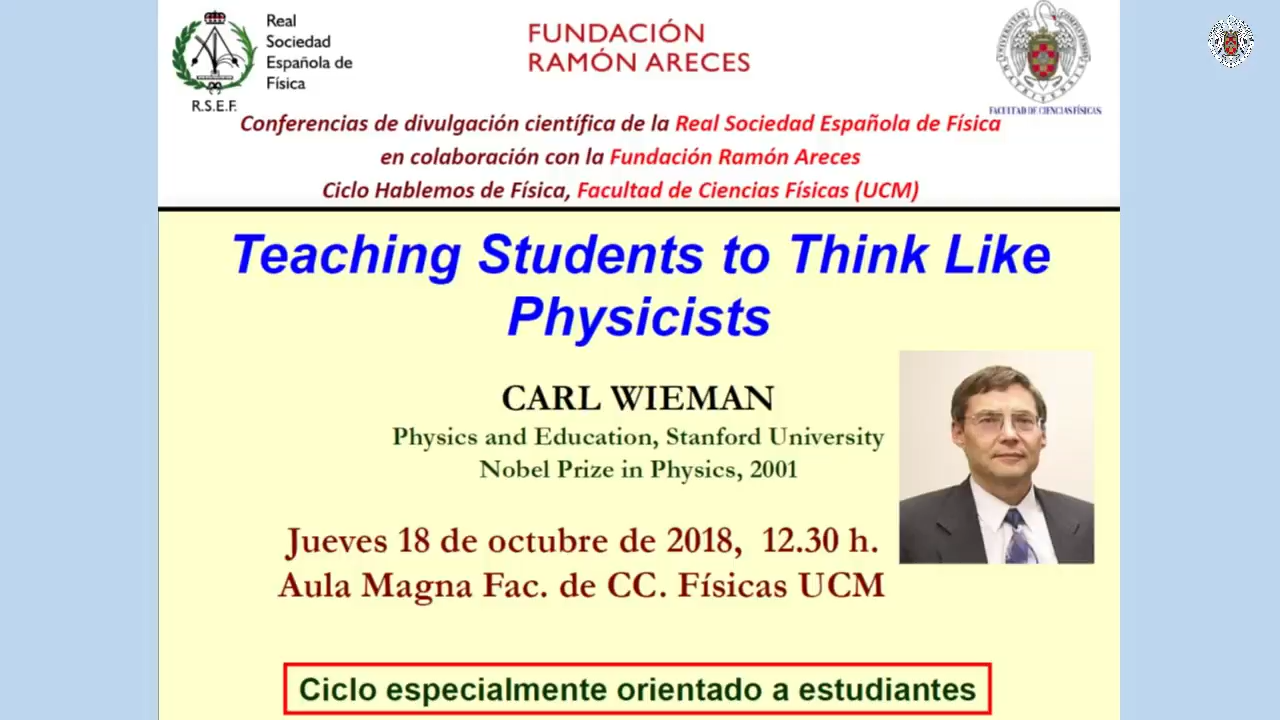 Real
Sociedad
Española de
Física
R.S.E.F.
FUNDACIÓN
RAMÓN ARECES
FACULTAD DE CIENCIAS FÍSICAS
Conferencias de divulgación científica de la Real Sociedad Española de Física
en colaboración con la Fundación Ramón Areces
Ciclo Hablemos de Física, Facultad de Ciencias Físicas (UCM)
Teaching Students to Think Like
Physicists
CARL WIEMAN
Physics and Education, Stanford University
Nobel Prize in Physics, 2001
Jueves 18 de octubre de 2018, 12.30 h.
Aula Magna Fac. de CC. Físicas UCM
Ciclo especialmente orientado a estudiantes